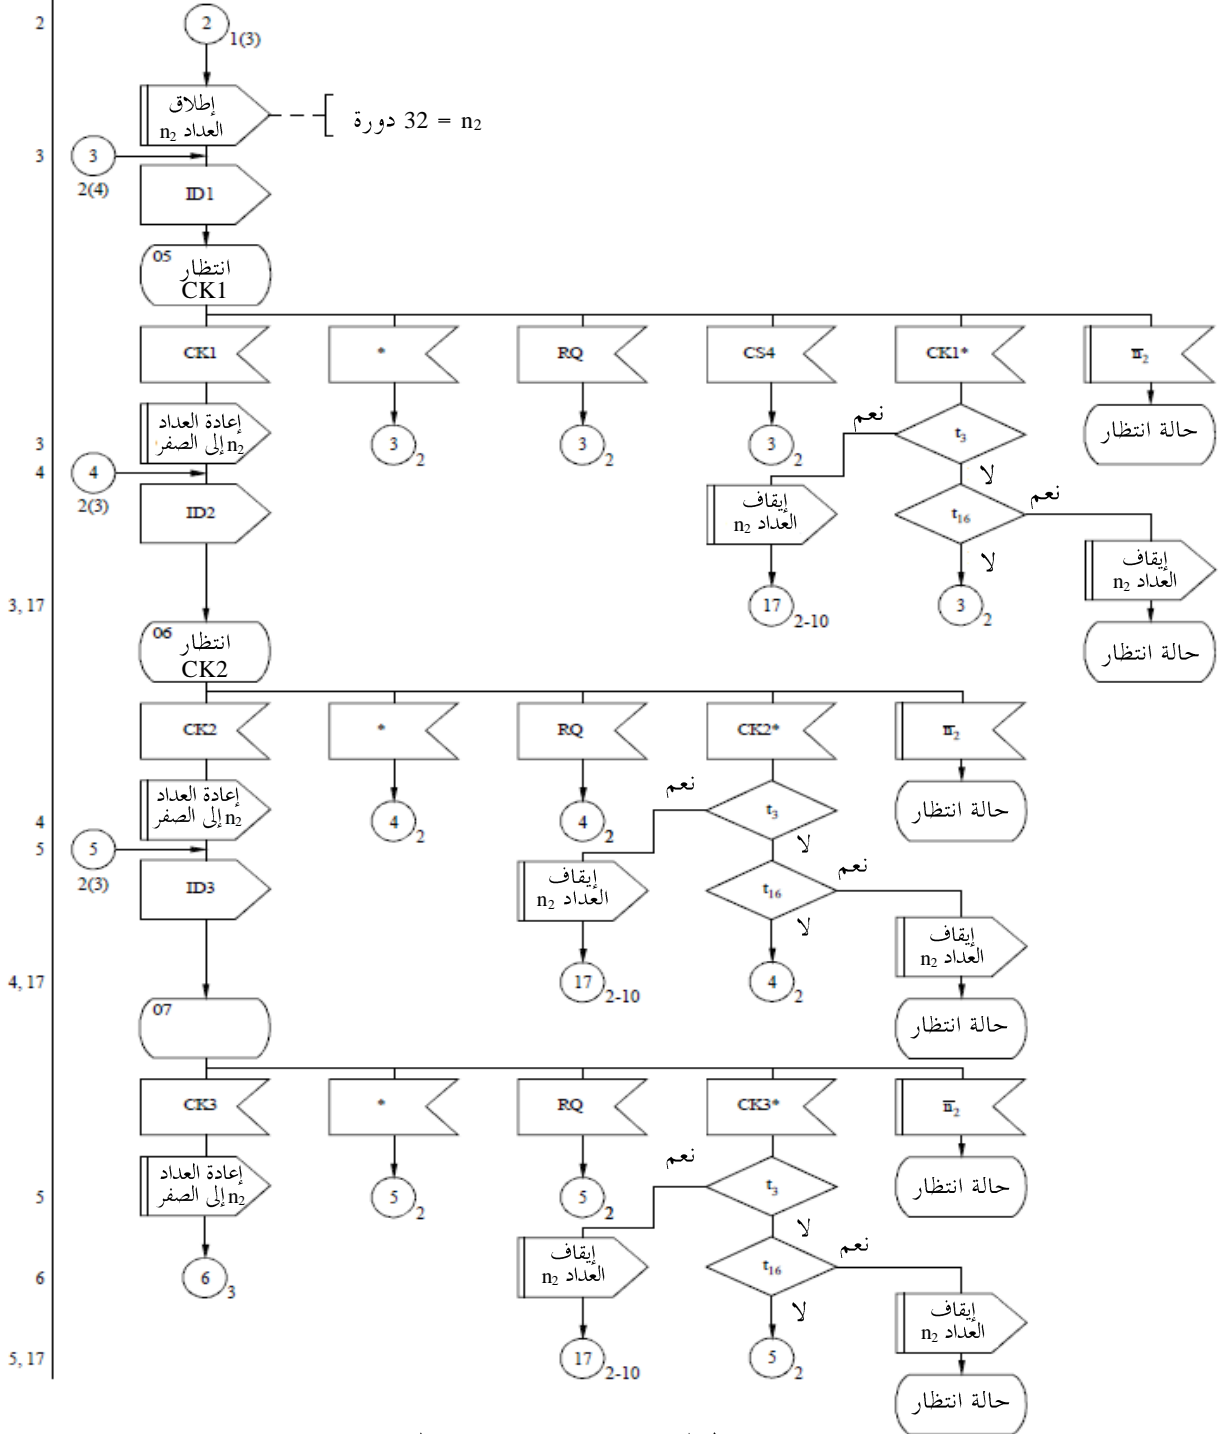 2
2
1(3)
إطلاق
العداد n₂
n₂ = 32 دورة
3
3
2(4)
ID1
05
انتظار
CK1
CK1
*
RQ
CS4
CK1*
n̅₂
إعادة العداد
n₂ إلى الصفر
3
2
3
2
3
2
نعم
t₃
لا
حالة انتظار
3
4
4
2(3)
ID2
إيقاف
العداد n₂
t₁₆
نعم
لا
إيقاف
العداد n₂
3, 17
17
2-10
3
2
حالة انتظار
06
انتظار
CK2
CK2
*
RQ
CK2*
n̅₂
إعادة العداد
n₂ إلى الصفر
4
2
4
2
نعم
t₃
لا
حالة انتظار
4
5
5
2(3)
ID3
إيقاف
العداد n₂
t₁₆
نعم
لا
إيقاف
العداد n₂
4, 17
17
2-10
4
2
حالة انتظار
07
CK3
*
RQ
CK3*
n̅₂
إعادة العداد
n₂ إلى الصفر
5
5
2
5
2
نعم
t₃
لا
حالة انتظار
6
6
3
إيقاف
العداد n₂
t₁₆
نعم
لا
إيقاف
العداد n₂
5, 17
17
2-10
5
2
حالة انتظار